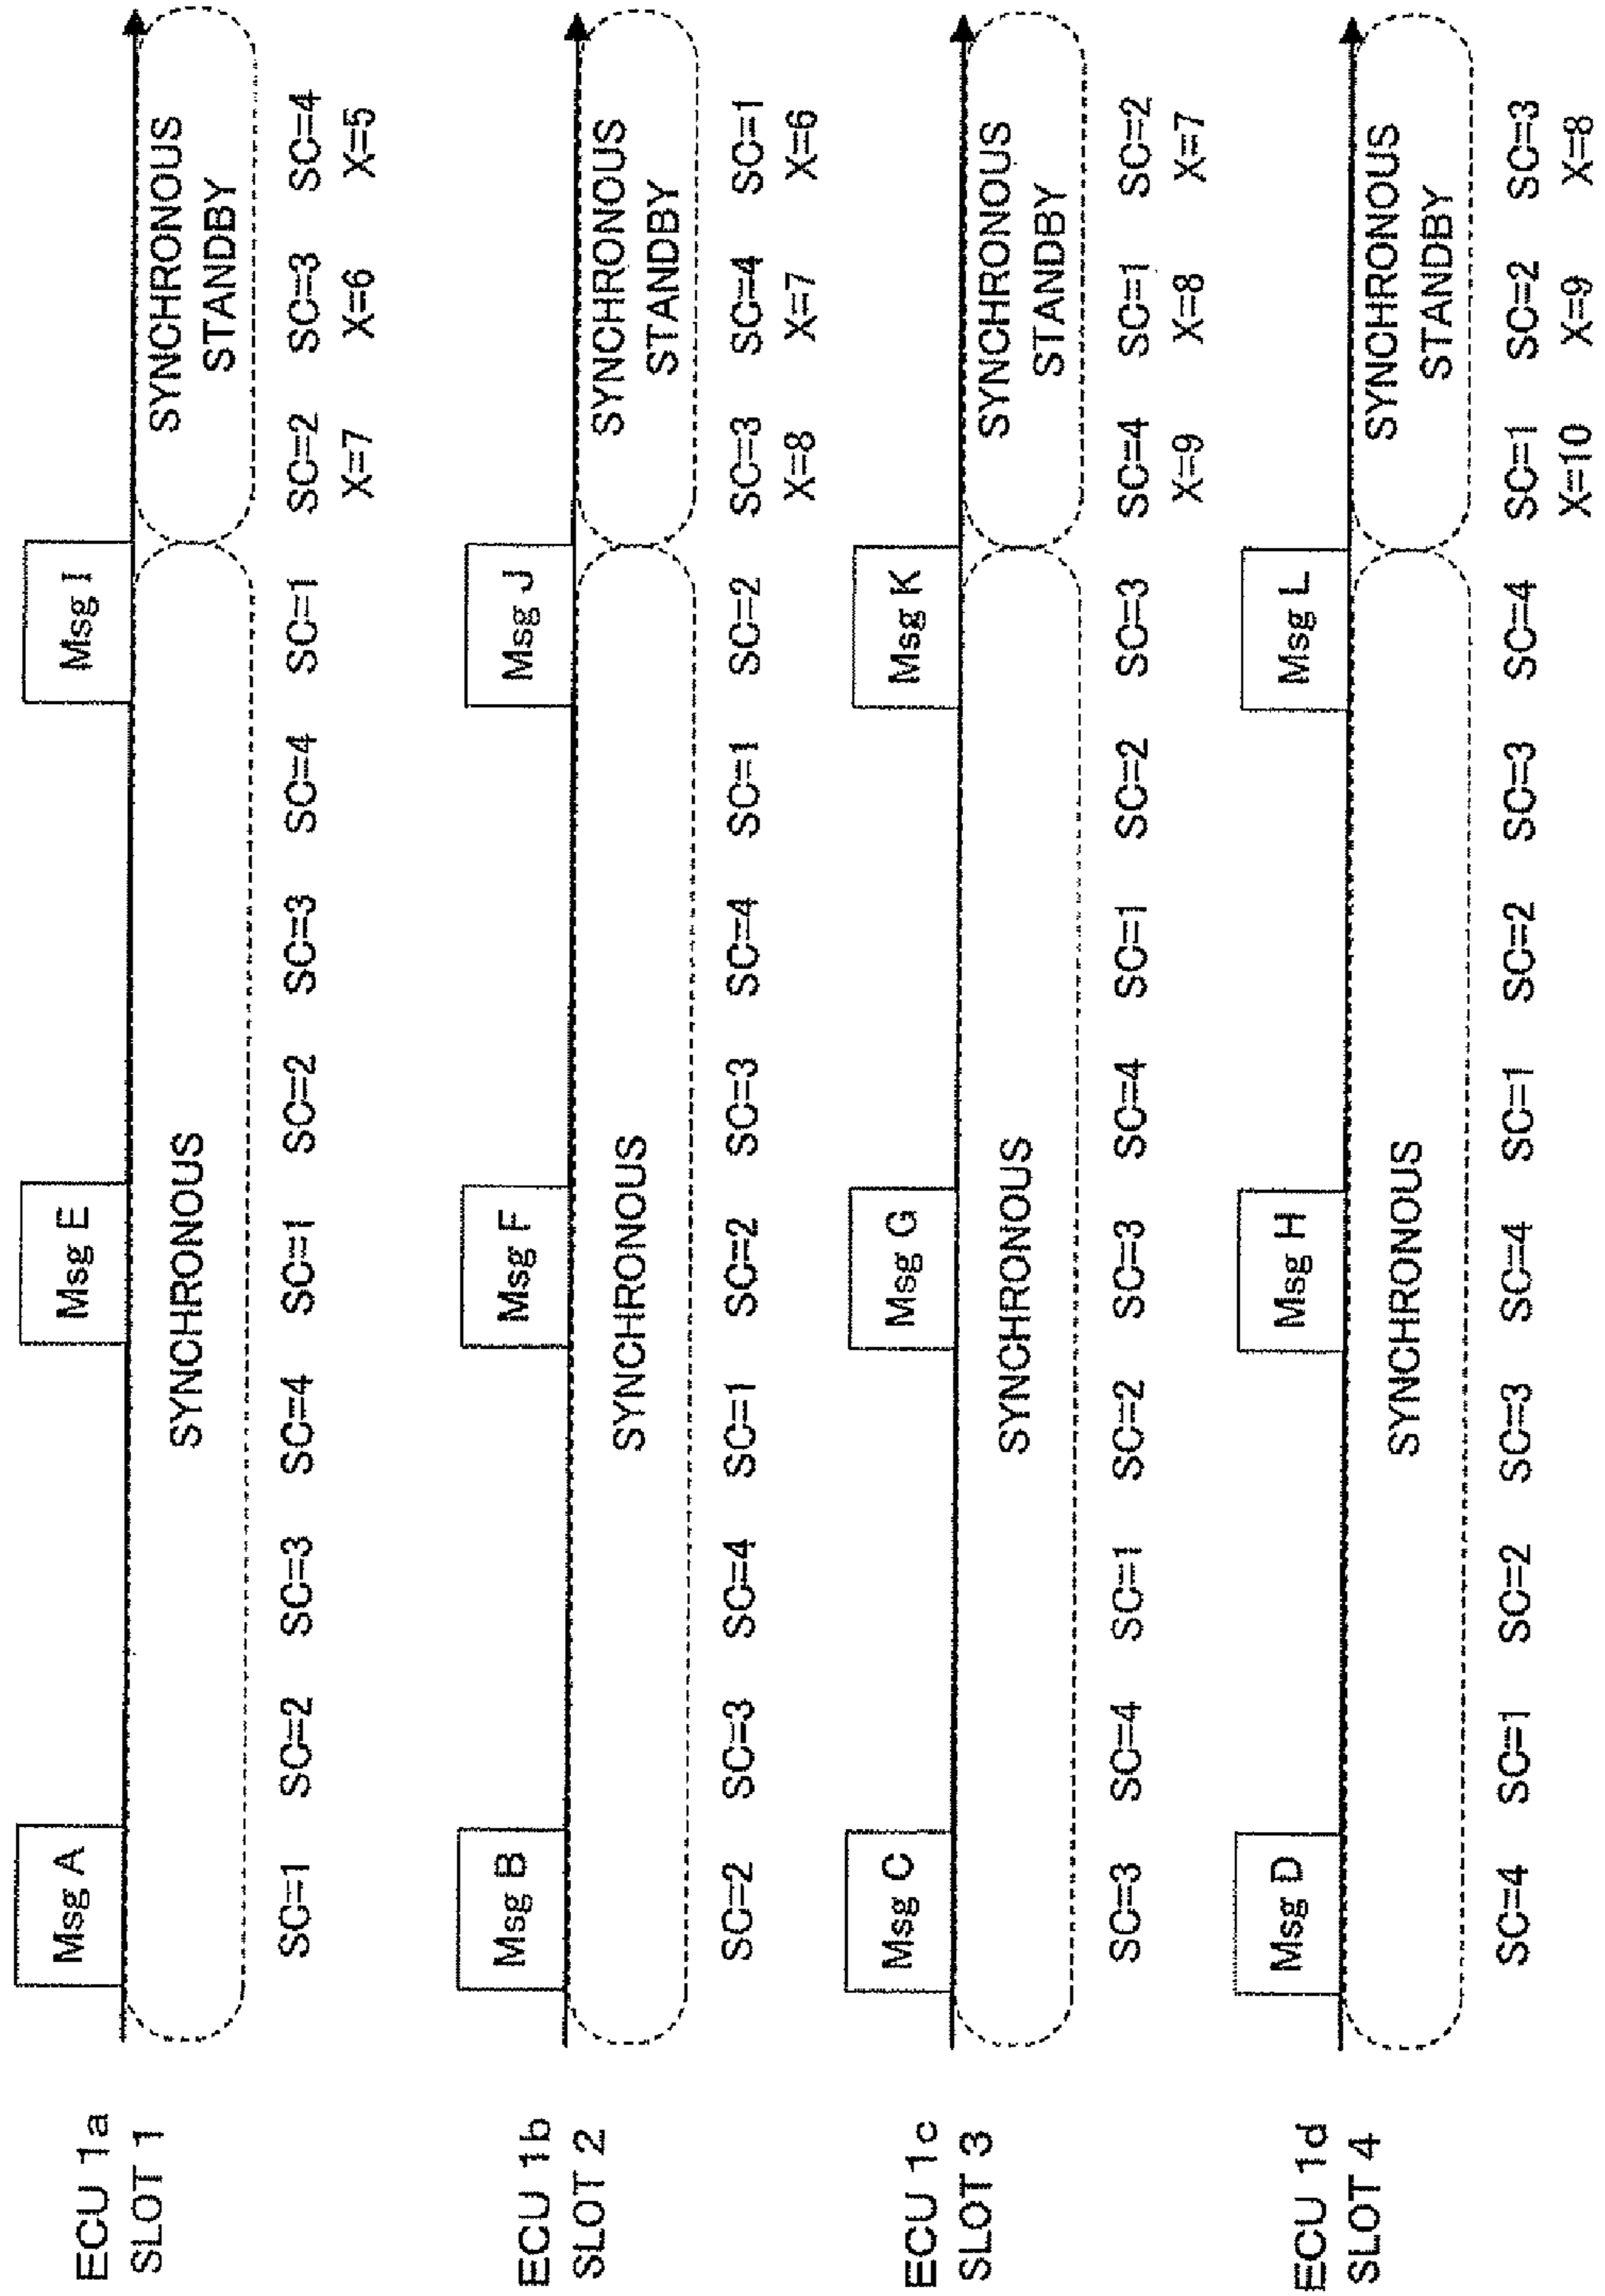 ECU 1a
SLOT 1
Msg A
Msg E
Msg I
SYNCHRONOUS
SYNCHRONOUS
STANDBY
SC=1 SC=2 SC=3 SC=4 SC=1 SC=2 SC=3 SC=4 SC=1 SC=2 SC=3 SC=4
X=7 X=6 X=5
ECU 1b
SLOT 2
Msg B
Msg F
Msg J
SYNCHRONOUS
SYNCHRONOUS
STANDBY
SC=2 SC=3 SC=4 SC=1 SC=2 SC=3 SC=4 SC=1 SC=2 SC=3 SC=4 SC=1
X=8 X=7 X=6
ECU 1c
SLOT 3
Msg C
Msg G
Msg K
SYNCHRONOUS
SYNCHRONOUS
STANDBY
SC=3 SC=4 SC=1 SC=2 SC=3 SC=4 SC=1 SC=2 SC=3 SC=4 SC=1 SC=2
X=9 X=8 X=7
ECU 1d
SLOT 4
Msg D
Msg H
Msg L
SYNCHRONOUS
SYNCHRONOUS
STANDBY
SC=4 SC=1 SC=2 SC=3 SC=4 SC=1 SC=2 SC=3 SC=4 SC=1 SC=2 SC=3
X=10 X=9 X=8